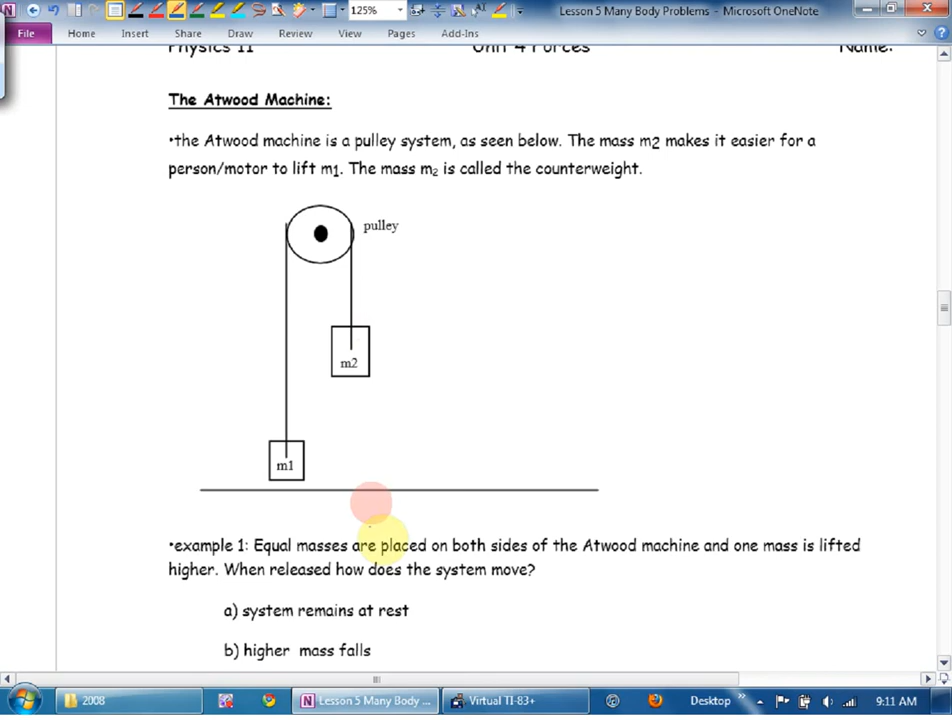 125%
Lesson 5 Many Body Problems - Microsoft OneNote
File Home Insert Share Draw Review View Pages Add-Ins
Physics 11 Unit 4 Forces Name:
The Atwood Machine:
•the Atwood machine is a pulley system, as seen below. The mass m2 makes it easier for a
person/motor to lift m1. The mass m2 is called the counterweight.
pulley
m2
m1
•example 1: Equal masses are placed on both sides of the Atwood machine and one mass is lifted
higher. When released how does the system move?
a) system remains at rest
b) higher mass falls
2008 Lesson 5 Many Body ... Virtual TI-83+ Desktop 9:11 AM